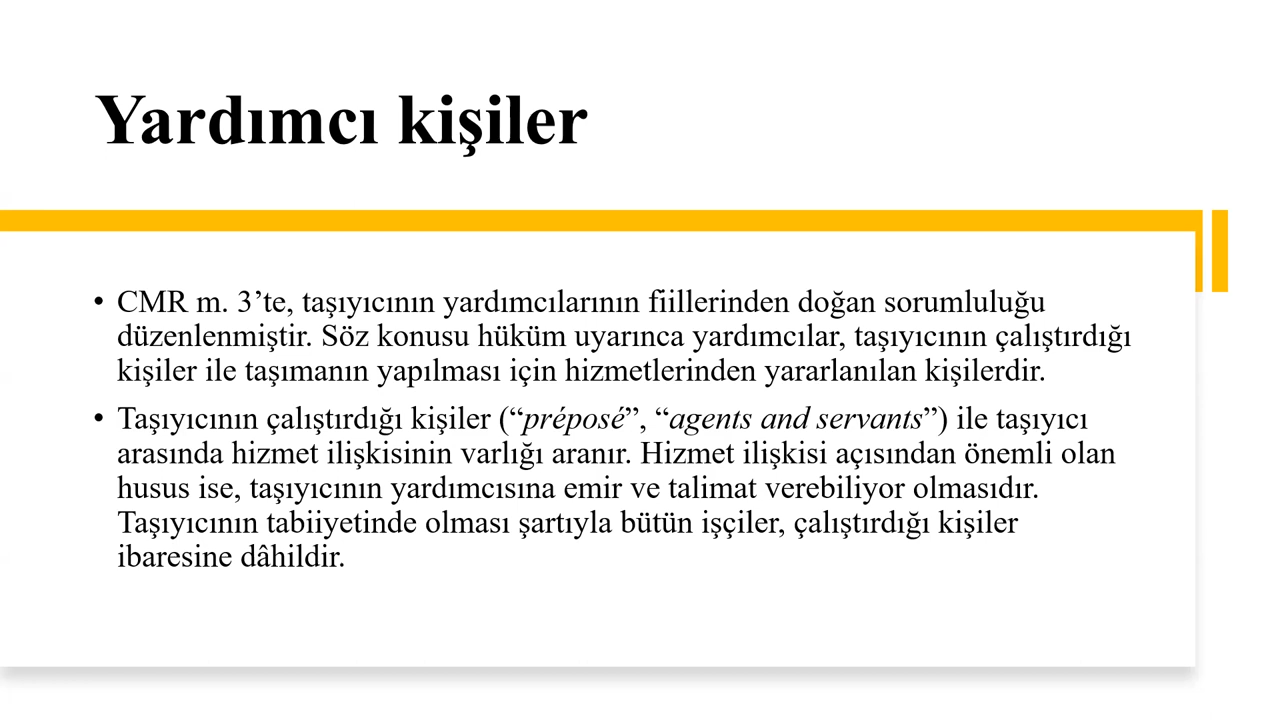 Yardımcı kişiler
• CMR m. 3’te, taşıyıcının yardımcılarının fiillerinden doğan sorumluluğu
düzenlenmiştir. Söz konusu hüküm uyarınca yardımcılar, taşıyıcının çalıştırdığı
kişiler ile taşımanın yapılması için hizmetlerinden yararlanılan kişilerdir.
• Taşıyıcının çalıştırdığı kişiler (“préposé”, “agents and servants”) ile taşıyıcı
arasında hizmet ilişkisinin varlığı aranır. Hizmet ilişkisi açısından önemli olan
husus ise, taşıyıcının yardımcısına emir ve talimat verebiliyor olmasıdır.
Taşıyıcının tabiiyetinde olması şartıyla bütün işçiler, çalıştırdığı kişiler
ibaresine dâhildir.